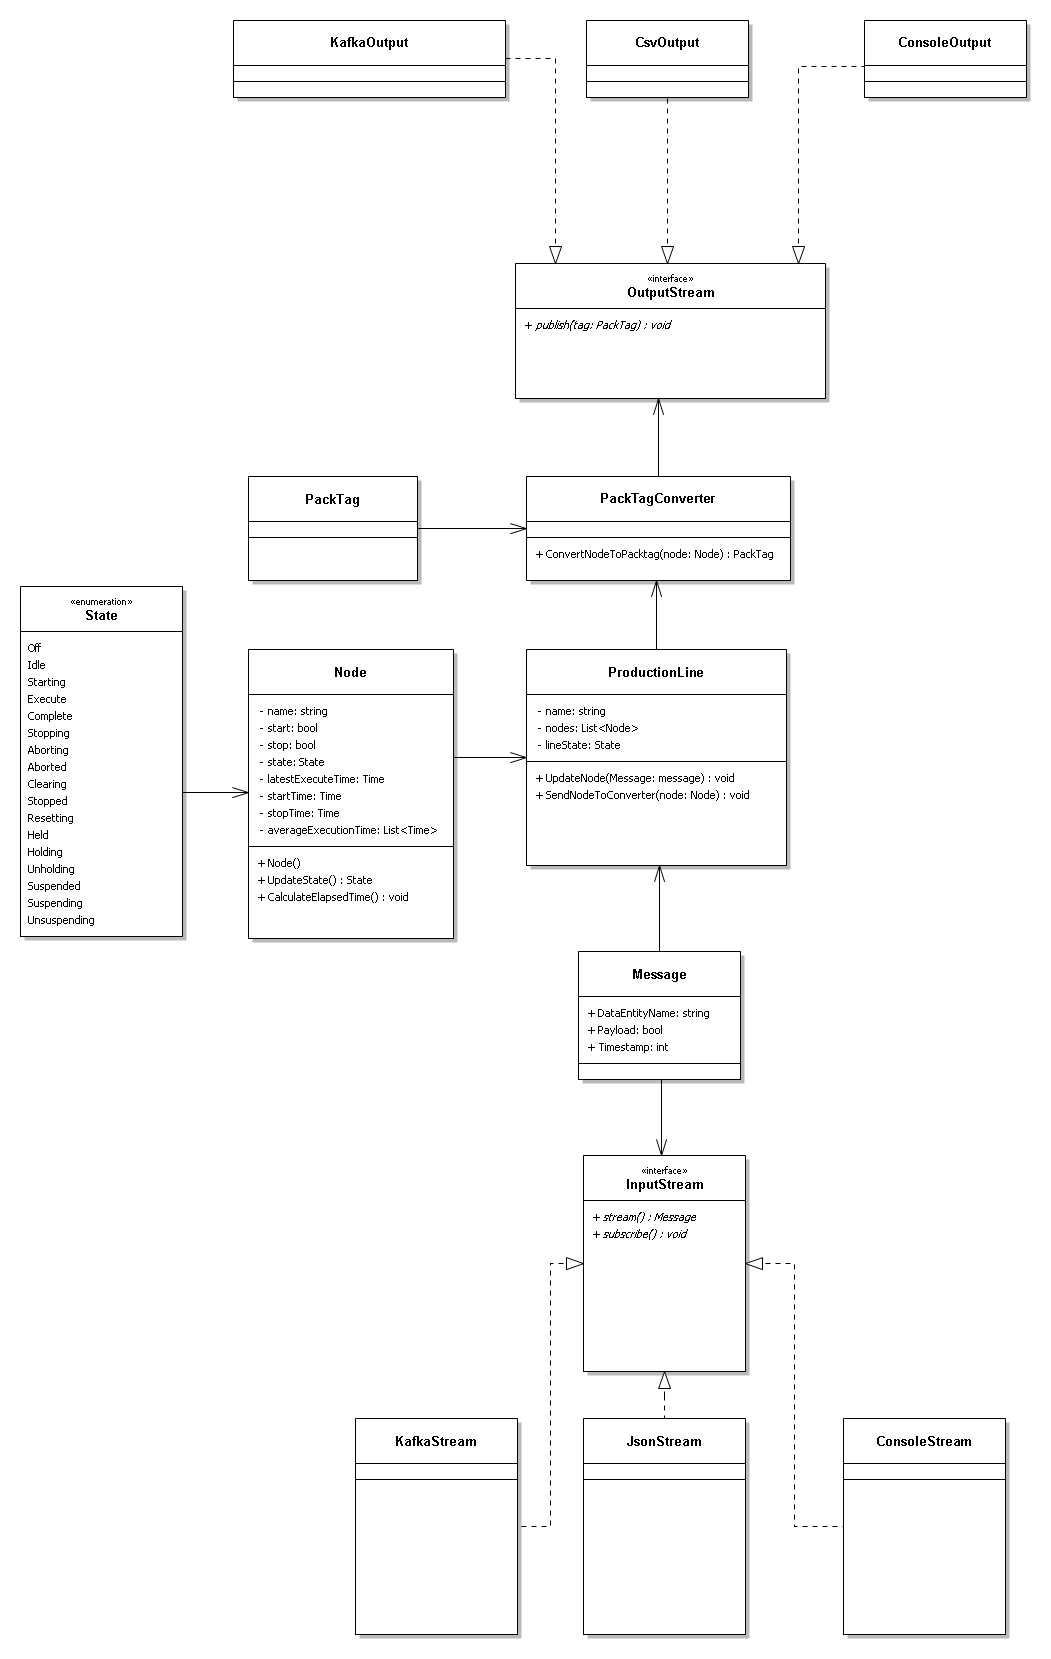 KafkaOutput
CsvOutput
ConsoleOutput
«interface»
OutputStream
+ publish(tag: PackTag) : void
PackTag
PackTagConverter
+ ConvertNodeToPacktag(node: Node) : PackTag
«enumeration»
State
Off
Idle
Starting
Execute
Complete
Stopping
Aborting
Aborted
Clearing
Stopped
Resetting
Held
Holding
Unholding
Suspended
Suspending
Unsuspending
Node
- name: string
- start: bool
- stop: bool
- state: State
- latestExecuteTime: Time
- startTime: Time
- stopTime: Time
- averageExecutionTime: List<Time>
+ Node()
+ UpdateState() : State
+ CalculateElapsedTime() : void
ProductionLine
- name: string
- nodes: List<Node>
- lineState: State
+ UpdateNode(Message: message) : void
+ SendNodeToConverter(node: Node) : void
Message
+ DataEntityName: string
+ Payload: bool
+ Timestamp: int
«interface»
InputStream
+ stream() : Message
+ subscribe() : void
KafkaStream
JsonStream
ConsoleStream